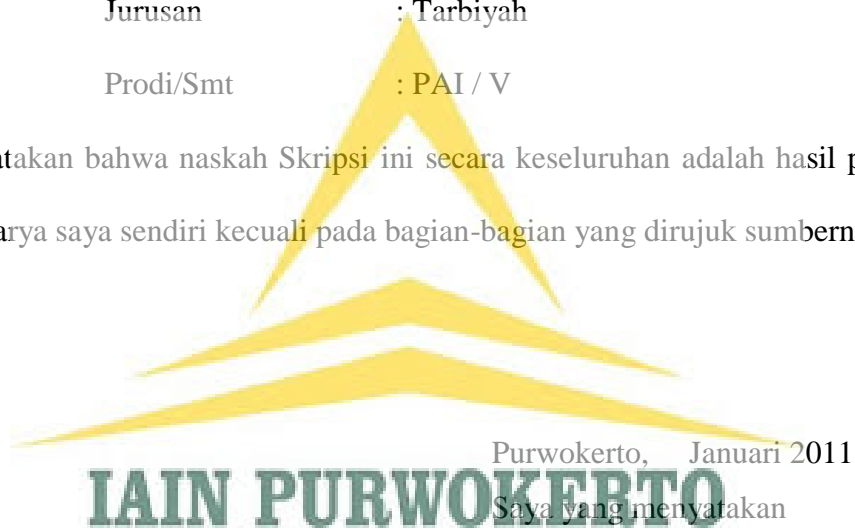 Jurusan : Tarbiyah
Prodi/Smt : PAI / V
atakan bahwa naskah Skripsi ini secara keseluruhan adalah hasil p
arya saya sendiri kecuali pada bagian-bagian yang dirujuk sumbern
Purwokerto, Januari 2011
IAIN PURWOKERTO
Saya yang menyatakan